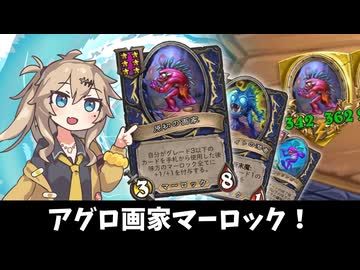 342 362
原初の画家
自分がグレード3以下の
カードを手札から使用した後
味方のマーロック全てに
+1/+1を付与する。
3
マーロック
8
1
アグロ画家マーロック！